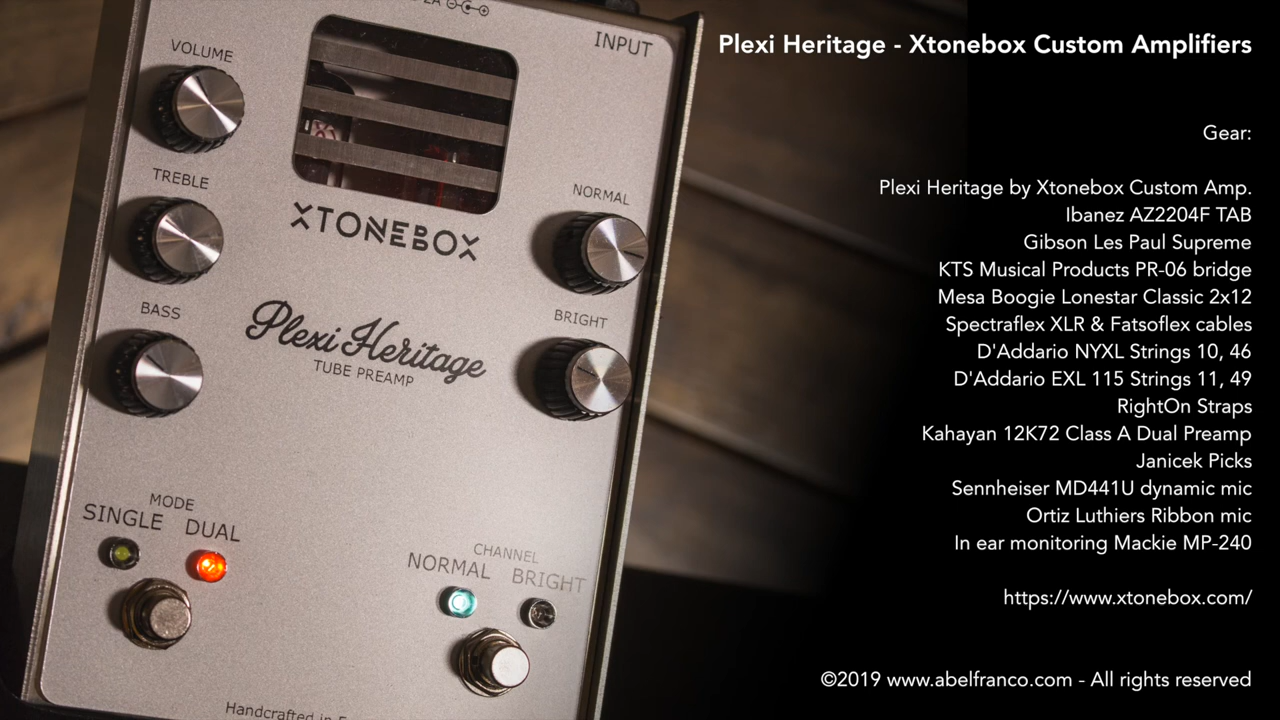 INPUT
VOLUME
TREBLE
NORMAL
XTONEBOX
BASS
BRIGHT
Plexi Heritage
TUBE PREAMP
MODE
SINGLE DUAL
CHANNEL
NORMAL BRIGHT
Handcrafted in
Plexi Heritage - Xtonebox Custom Amplifiers
Gear:
Plexi Heritage by Xtonebox Custom Amp.
Ibanez AZ2204F TAB
Gibson Les Paul Supreme
KTS Musical Products PR-06 bridge
Mesa Boogie Lonestar Classic 2x12
Spectraflex XLR & Fatsoflex cables
D'Addario NYXL Strings 10, 46
D'Addario EXL 115 Strings 11, 49
RightOn Straps
Kahayan 12K72 Class A Dual Preamp
Janicek Picks
Sennheiser MD441U dynamic mic
Ortiz Luthiers Ribbon mic
In ear monitoring Mackie MP-240
https://www.xtonebox.com/
©2019 www.abelfranco.com - All rights reserved